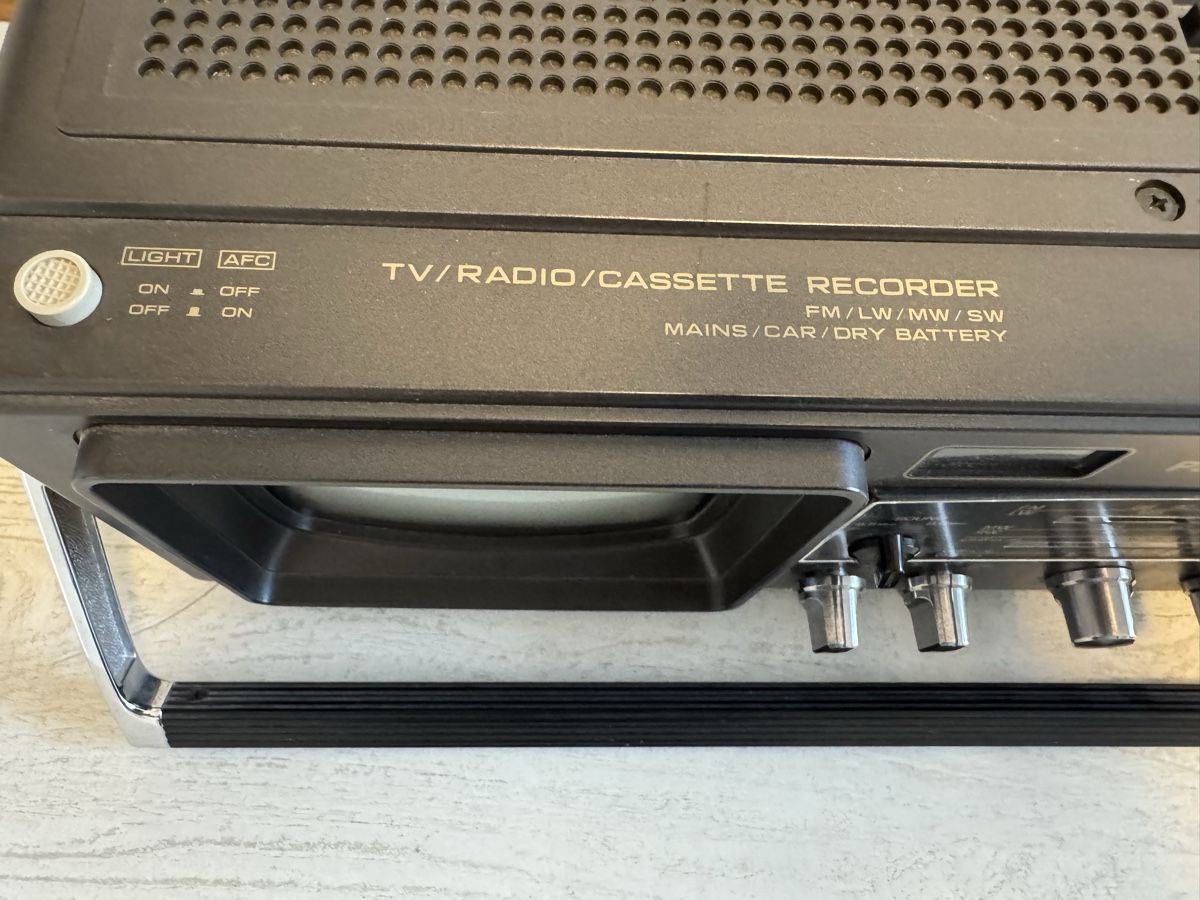 LIGHT AFC
ON OFF
OFF ON
TV/RADIO/CASSETTE RECORDER
FM/LW/MW/SW
MAINS/CAR/DRY BATTERY